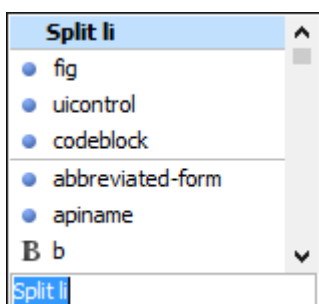 Split li
fig
uicontrol
codeblock
abbreviated-form
apiname
B b
Split li